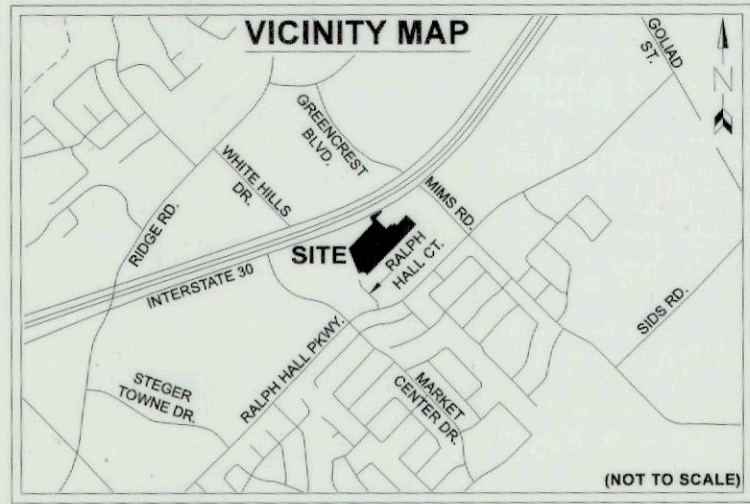 VICINITY MAP
GOLIAD
ST.
N
GREENCREST
BLVD.
WHITE HILLS
DR.
MIMS RD.
RIDGE RD.
SITE
RALPH
HALL CT.
INTERSTATE 30
SIDS RD.
RALPH HALL PKWY.
STEGER
TOWNE DR.
MARKET
CENTER DR.
(NOT TO SCALE)